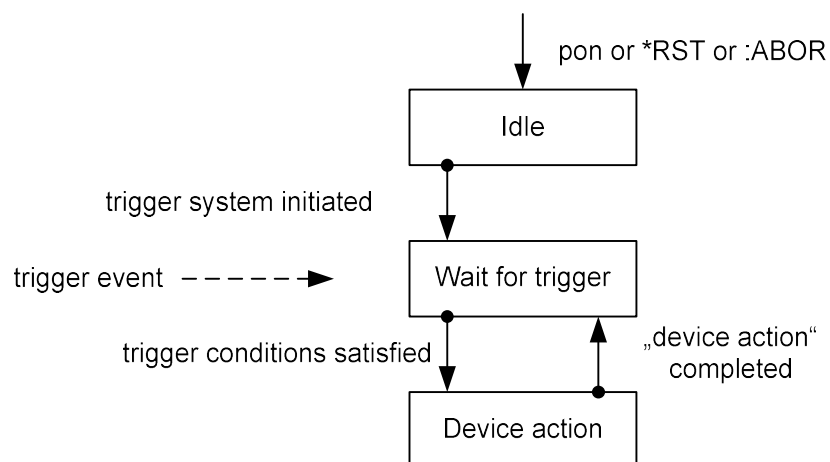 pon or *RST or :ABOR
Idle
trigger system initiated
trigger event
Wait for trigger
trigger conditions satisfied
„device action“
completed
Device action